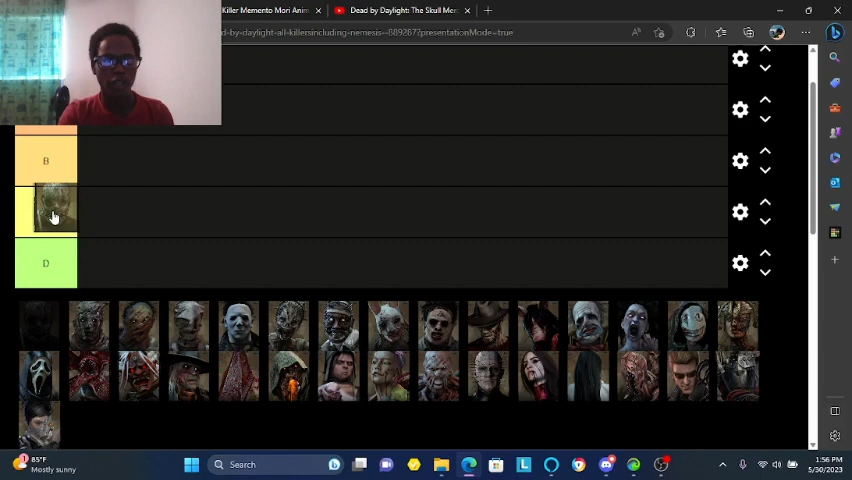 Killer Memento Mori Anim
Dead by Daylight: The Skull Mer
d-by-daylight-all-killersincluding-nemesis--889287?presentationMode=true
B
D
85°F
Mostly sunny
Search
1:56 PM
5/30/2023